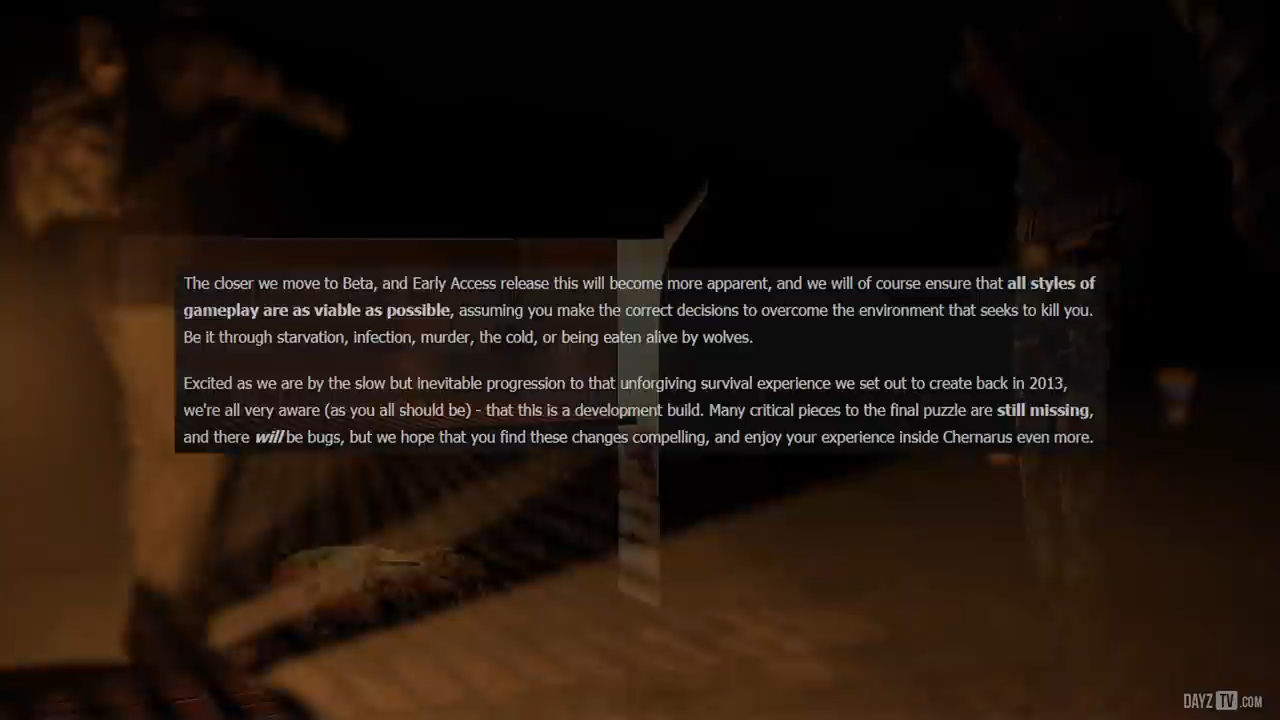 The closer we move to Beta, and Early Access release this will become more apparent, and we will of course ensure that all styles of
gameplay are as viable as possible, assuming you make the correct decisions to overcome the environment that seeks to kill you.
Be it through starvation, infection, murder, the cold, or being eaten alive by wolves.
Excited as we are by the slow but inevitable progression to that unforgiving survival experience we set out to create back in 2013,
we're all very aware (as you all should be) - that this is a development build. Many critical pieces to the final puzzle are still missing,
and there will be bugs, but we hope that you find these changes compelling, and enjoy your experience inside Chernarus even more.
DAYZ TV .COM